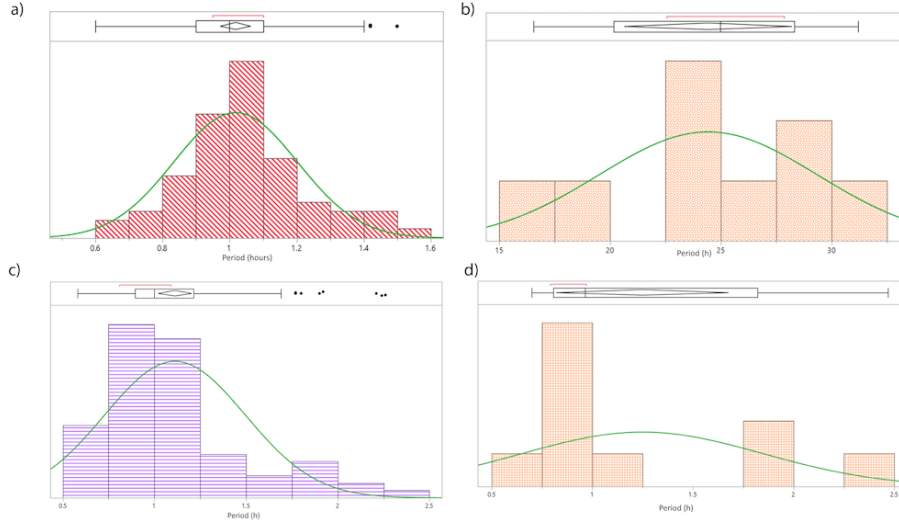 a)
0.6 0.8 1 1.2 1.4 1.6
Period (hours)
b)
15 20 25 30
Period (h)
c)
0.5 1 1.5 2 2.5
Period (h)
d)
0.5 1 1.5 2 2.5
Period (h)